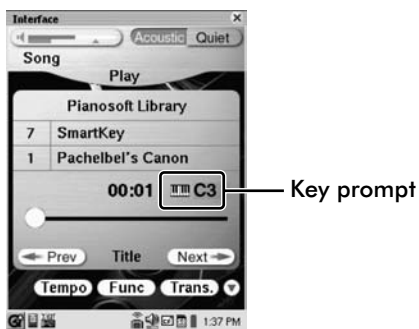 Interface
Acoustic Quiet
Song
Play
Pianosoft Library
7 SmartKey
1 Pachelbel's Canon
00:01 C3 Key prompt
Prev Title Next
Tempo Func Trans.
1:37 PM